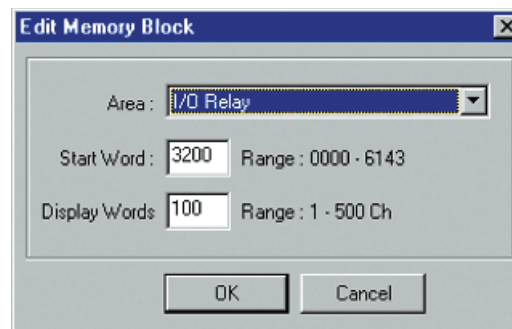 Edit Memory Block
Area : I/O Relay
Start Word : 3200 Range : 0000 - 6143
Display Words 100 Range : 1 - 500 Ch
OK Cancel